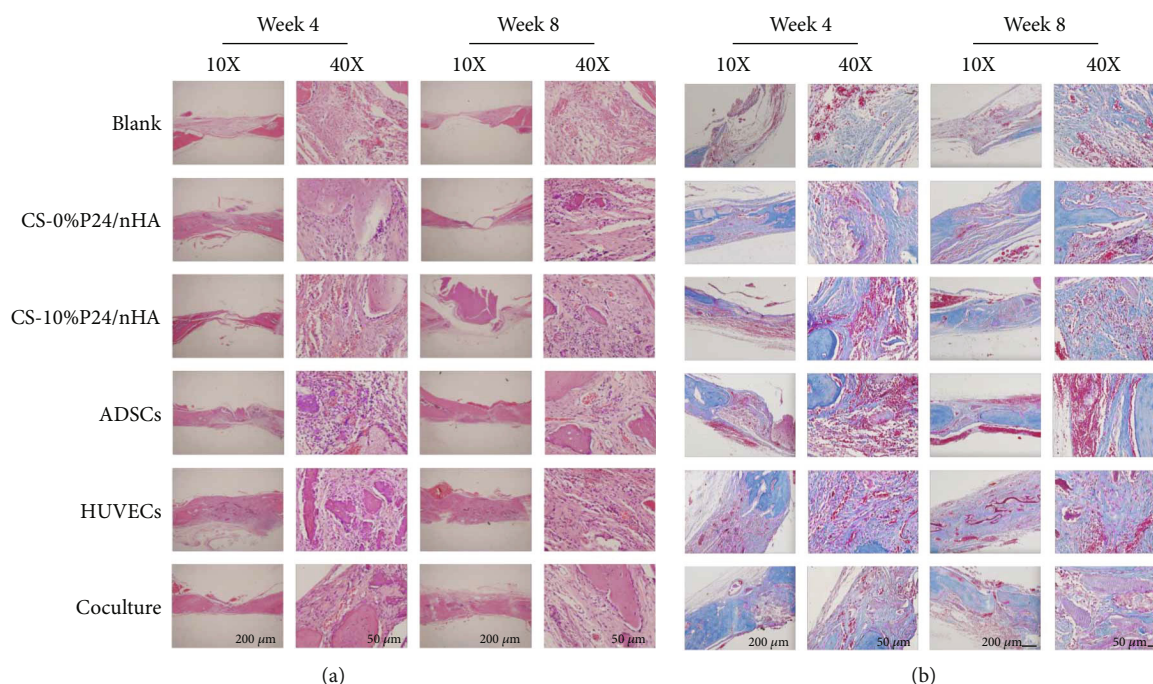 Week 4 Week 8 Week 4 Week 8
10X 40X 10X 40X 10X 40X 10X 40X
Blank
CS-0%P24/nHA
CS-10%P24/nHA
ADSCs
HUVECs
Coculture
200 µm 50 µm 200 µm 50 µm 200 µm 50 µm 200 µm 50 µm
(a) (b)